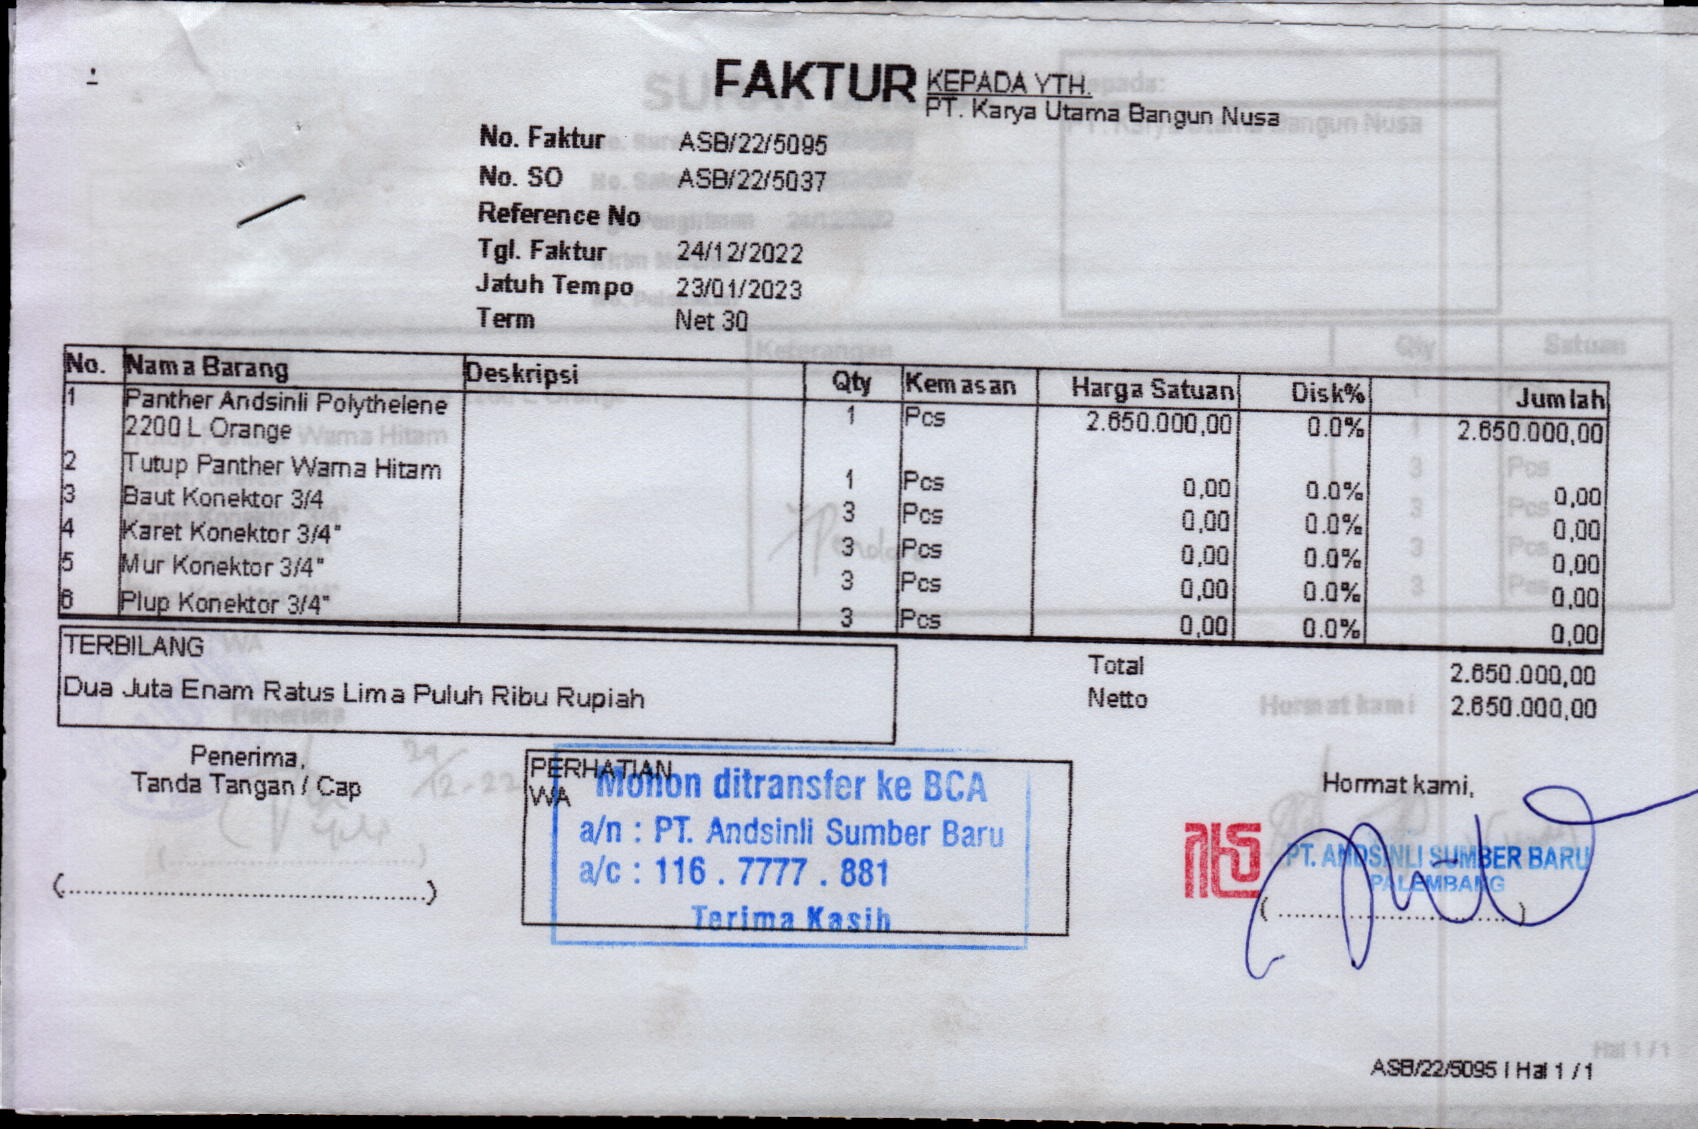 FAKTUR
KEPADA YTH.
PT. Karya Utama Bangun Nusa
No. Faktur ASB/22/5095
No. SO ASB/22/5037
Reference No
Tgl. Faktur 24/12/2022
Jatuh Tempo 23/01/2023
Term Net 30
No. Nama Barang Deskripsi Qty Kemasan Harga Satuan Disk% Jumlah
1 Panther Andsinli Polythelene 1 Pcs 2.650.000,00 0.0% 2.650.000,00
2200 L Orange
2 Tutup Panther Warna Hitam 1 Pcs 0,00 0.0% 0,00
3 Baut Konektor 3/4 3 Pcs 0,00 0.0% 0,00
4 Karet Konektor 3/4" 3 Pcs 0,00 0.0% 0,00
5 Mur Konektor 3/4" 3 Pcs 0,00 0.0% 0,00
6 Plup Konektor 3/4" 3 Pcs 0,00 0.0% 0,00
TERBILANG
Dua Juta Enam Ratus Lima Puluh Ribu Rupiah
Total 2.650.000,00
Netto 2.650.000,00
Penerima,
Tanda Tangan / Cap
(....................................................)
PERHATIAN
WA
Mohon ditransfer ke BCA
a/n : PT. Andsinli Sumber Baru
a/c : 116 . 7777 . 881
Terima Kasih
Hormat kami,
PT. ANDSINLI SUMBER BARU
PALEMBANG
(...................................)
ASB/22/5095 | Hal 1 / 1